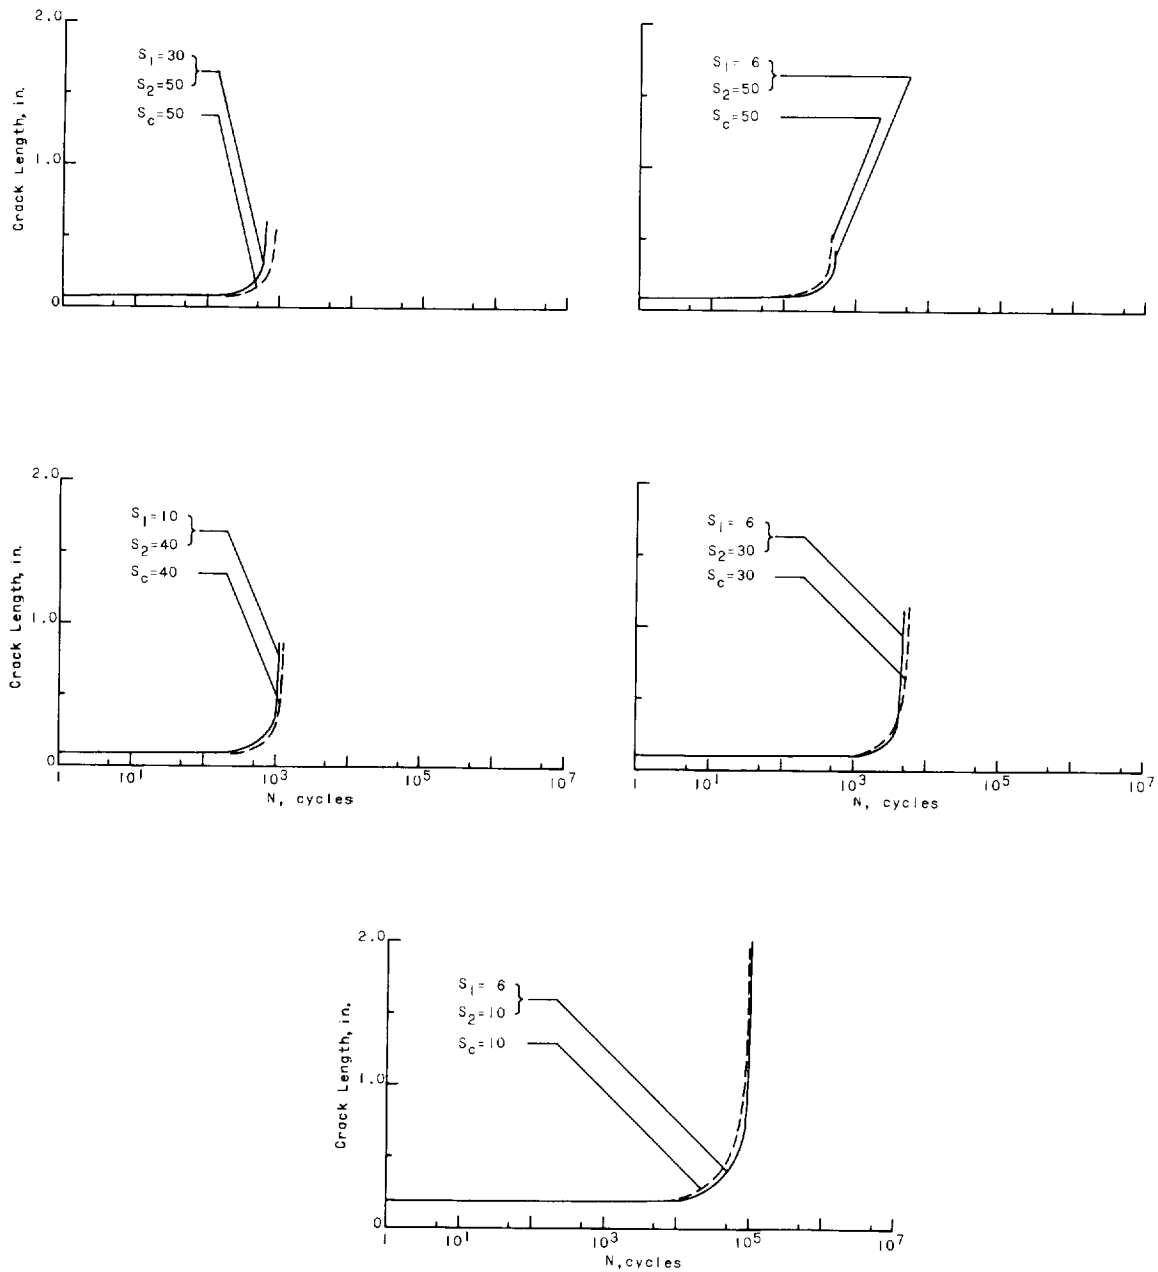 2.0
S1=30
S2=50
Sc=50
1.0
0
Crack Length, in.
S1= 6
S2=50
Sc=50
2.0
S1=10
S2=40
Sc=40
1.0
0
Crack Length, in.
1 10^1 10^3 10^5 10^7
N, cycles
S1= 6
S2=30
Sc=30
1 10^1 10^3 10^5 10^7
N, cycles
2.0
S1= 6
S2=10
Sc=10
1.0
0
Crack Length, in.
1 10^1 10^3 10^5 10^7
N, cycles